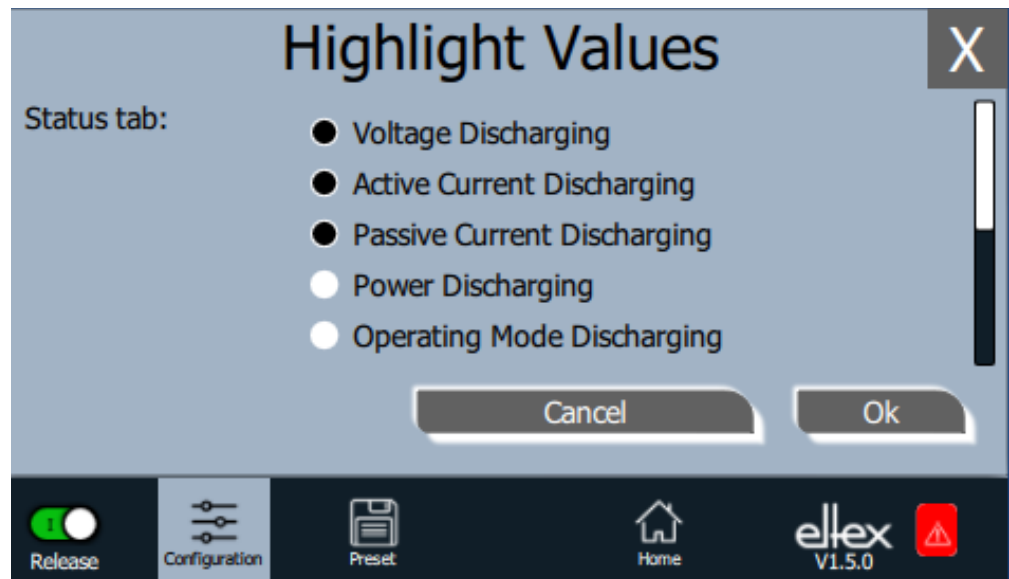 Highlight Values
X
Status tab:
Voltage Discharging
Active Current Discharging
Passive Current Discharging
Power Discharging
Operating Mode Discharging
Cancel
Ok
I
Release
Configuration
Preset
Home
ellex
V1.5.0